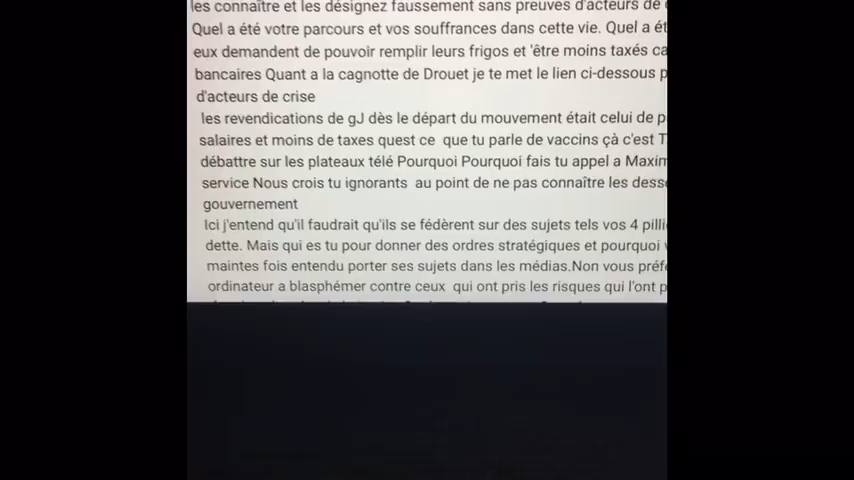 les connaître et les désignez faussement sans preuves d'acteurs de
Quel a été votre parcours et vos souffrances dans cette vie. Quel a ét
eux demandent de pouvoir remplir leurs frigos et 'être moins taxés ca
bancaires Quant a la cagnotte de Drouet je te met le lien ci-dessous p
d'acteurs de crise
les revendications de gJ dès le départ du mouvement était celui de p
salaires et moins de taxes quest ce que tu parle de vaccins çà c'est T
débattre sur les plateaux télé Pourquoi Pourquoi fais tu appel a Maxim
service Nous crois tu ignorants au point de ne pas connaître les dess
gouvernement
Ici j'entend qu'il faudrait qu'ils se fédèrent sur des sujets tels vos 4 pilli
dette. Mais qui es tu pour donner des ordres stratégiques et pourquoi
maintes fois entendu porter ses sujets dans les médias.Non vous préf
ordinateur a blasphémer contre ceux qui ont pris les risques qui l'ont p